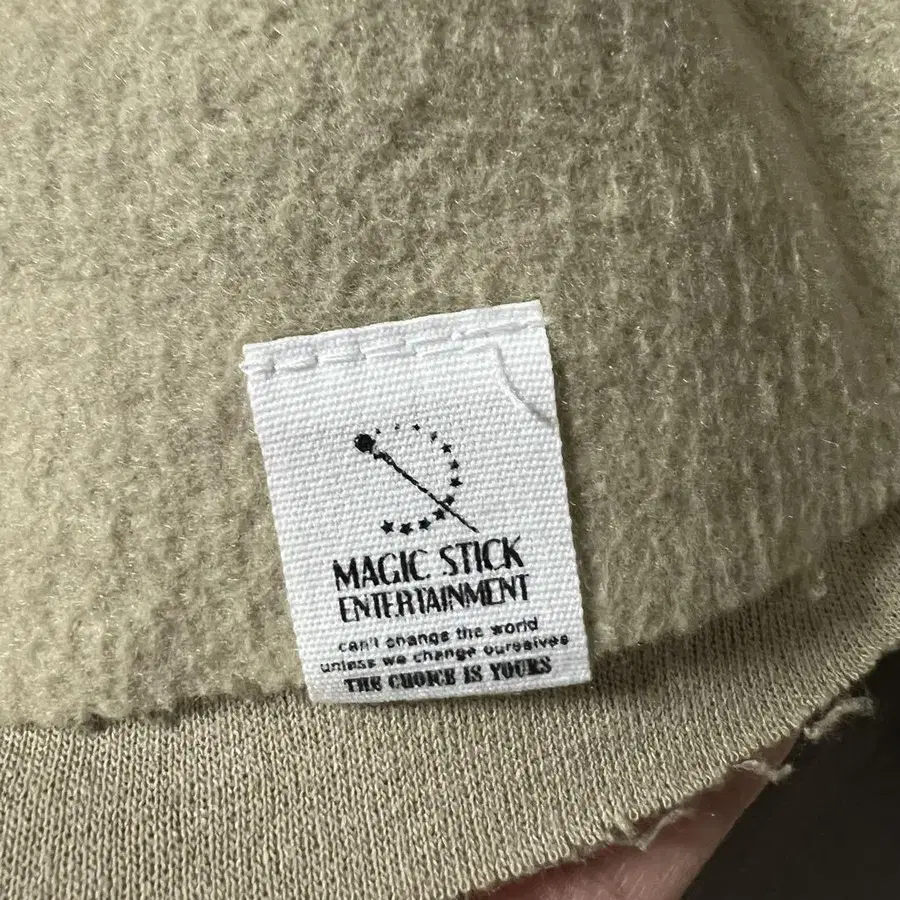 MAGIC STICK
ENTERTAINMENT
can't change the world
unless we change ourselves
THE CHOICE IS YOURS